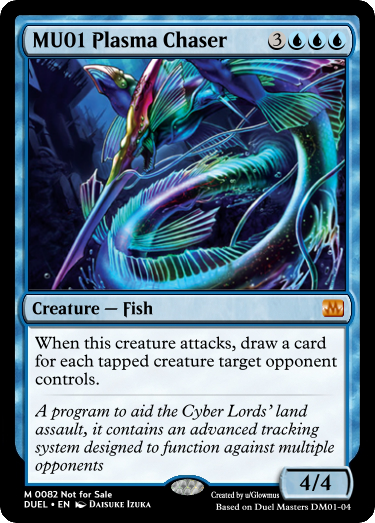 MU01 Plasma Chaser 3
Creature — Fish
When this creature attacks, draw a card
for each tapped creature target opponent
controls.
A program to aid the Cyber Lords' land
assault, it contains an advanced tracking
system designed to function against multiple
opponents
4/4
M 0082 Not for Sale
DUEL • EN Daisuke Izuka
Created by u/Glowmus
Based on Duel Masters DM01-04